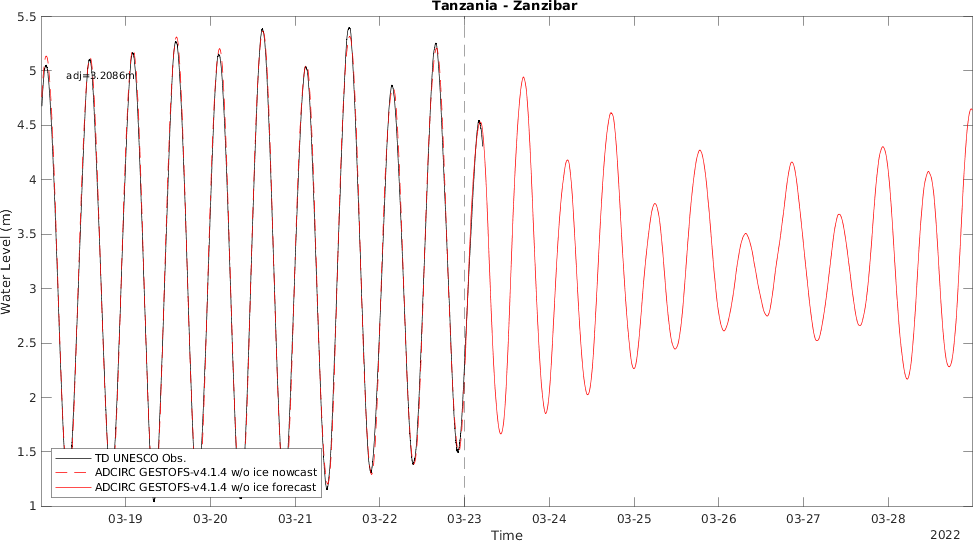 Tanzania - Zanzibar
Water Level (m)
5.5
5
4.5
4
3.5
3
2.5
2
1.5
1
adj=3.2086m
TD UNESCO Obs.
ADCIRC GESTOFS-v4.1.4 w/o ice nowcast
ADCIRC GESTOFS-v4.1.4 w/o ice forecast
03-19 03-20 03-21 03-22 03-23 03-24 03-25 03-26 03-27 03-28
Time
2022